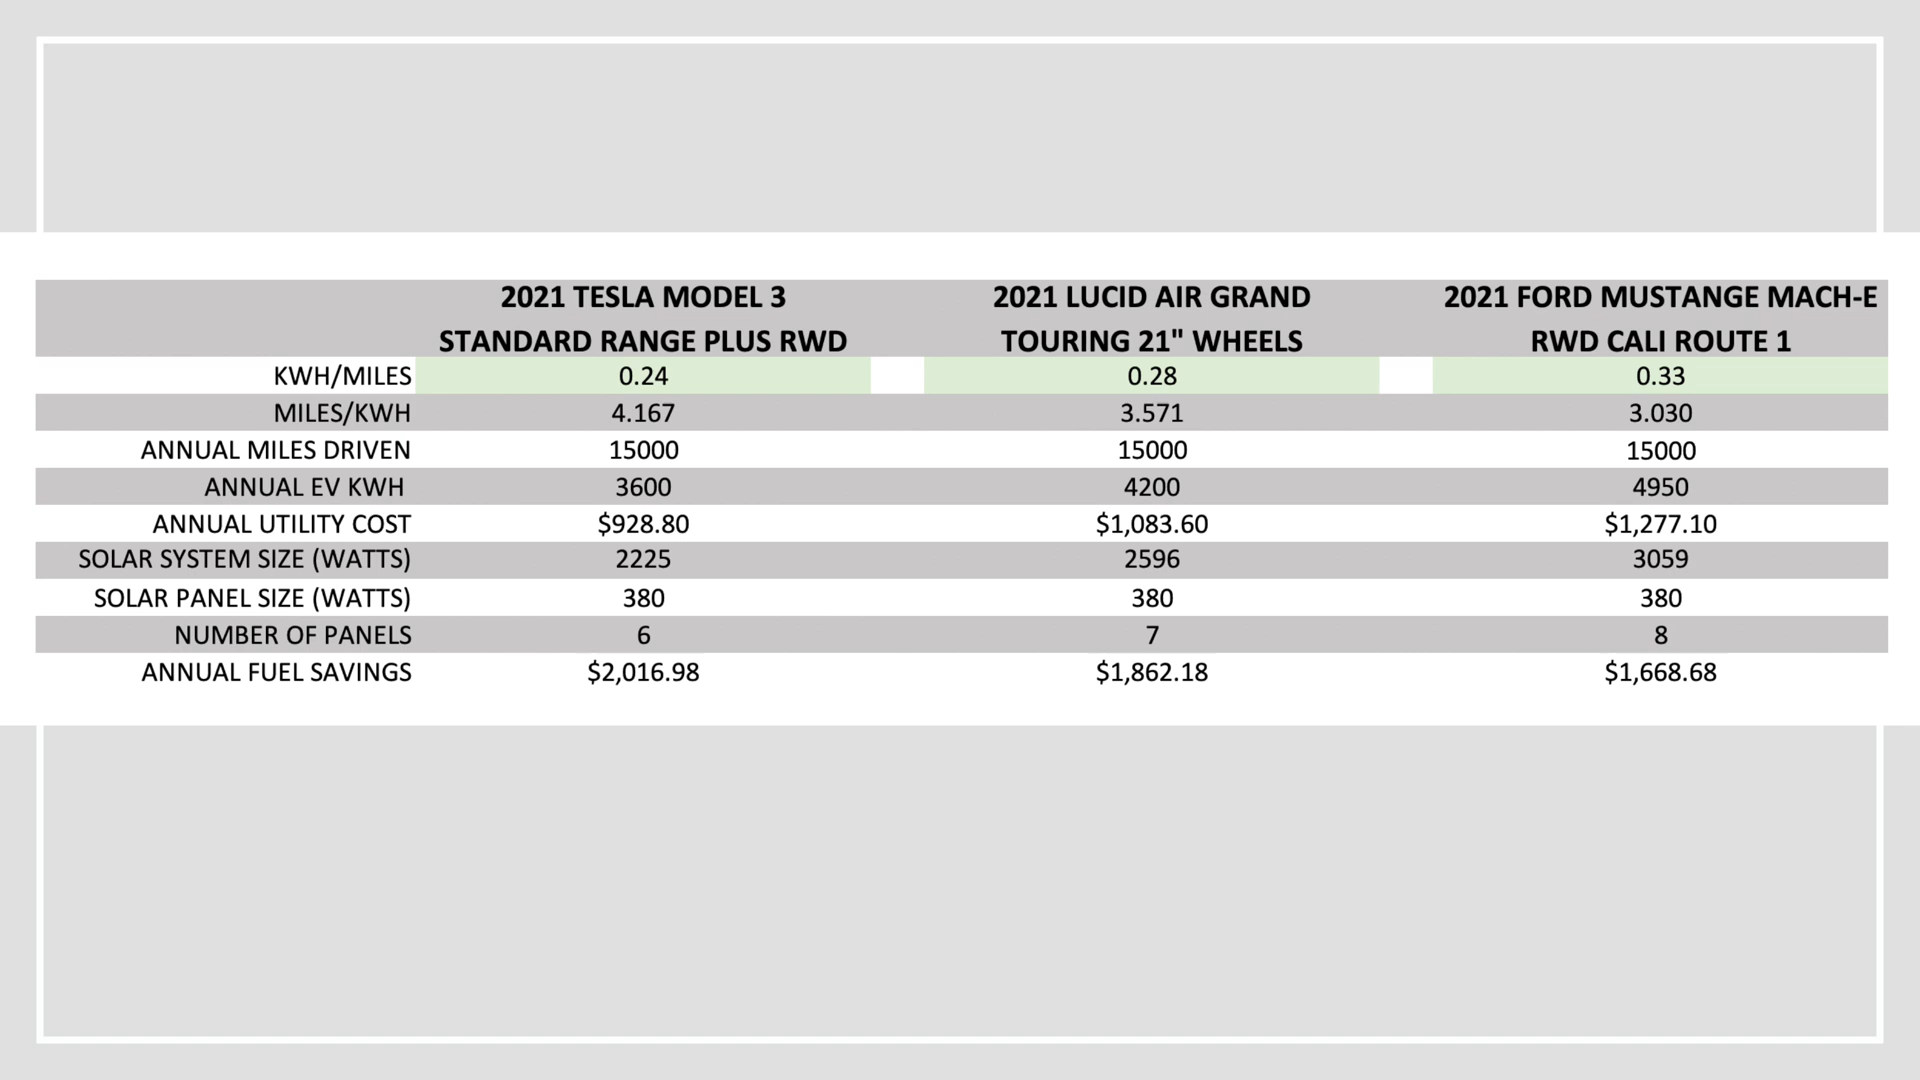 2021 TESLA MODEL 3 2021 LUCID AIR GRAND 2021 FORD MUSTANGE MACH-E
STANDARD RANGE PLUS RWD TOURING 21" WHEELS RWD CALI ROUTE 1
KWH/MILES 0.24 0.28 0.33
MILES/KWH 4.167 3.571 3.030
ANNUAL MILES DRIVEN 15000 15000 15000
ANNUAL EV KWH 3600 4200 4950
ANNUAL UTILITY COST $928.80 $1,083.60 $1,277.10
SOLAR SYSTEM SIZE (WATTS) 2225 2596 3059
SOLAR PANEL SIZE (WATTS) 380 380 380
NUMBER OF PANELS 6 7 8
ANNUAL FUEL SAVINGS $2,016.98 $1,862.18 $1,668.68